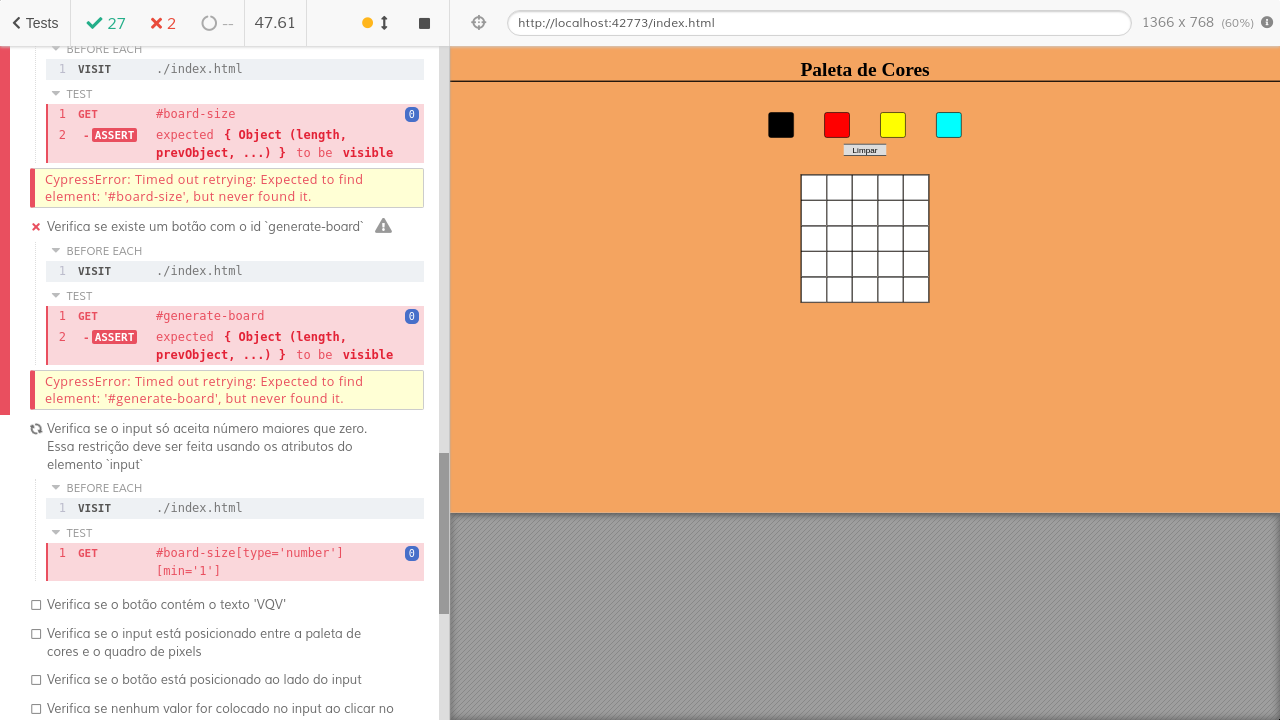 Tests
27
2
--
47.61
http://localhost:42773/index.html
1366 x 768 (60%)
BEFORE EACH
1 VISIT ./index.html
TEST
1 GET #board-size 0
2 -ASSERT expected { Object (length,
prevObject, ...) } to be visible
CypressError: Timed out retrying: Expected to find
element: '#board-size', but never found it.
Verifica se existe um botão com o id `generate-board`
BEFORE EACH
1 VISIT ./index.html
TEST
1 GET #generate-board 0
2 -ASSERT expected { Object (length,
prevObject, ...) } to be visible
CypressError: Timed out retrying: Expected to find
element: '#generate-board', but never found it.
Verifica se o input só aceita número maiores que zero.
Essa restrição deve ser feita usando os atributos do
elemento `input`
BEFORE EACH
1 VISIT ./index.html
TEST
1 GET #board-size[type='number'] 0
[min='1']
Verifica se o botão contém o texto 'VQV'
Verifica se o input está posicionado entre a paleta de
cores e o quadro de pixels
Verifica se o botão está posicionado ao lado do input
Verifica se nenhum valor for colocado no input ao clicar no
Paleta de Cores
Limpar